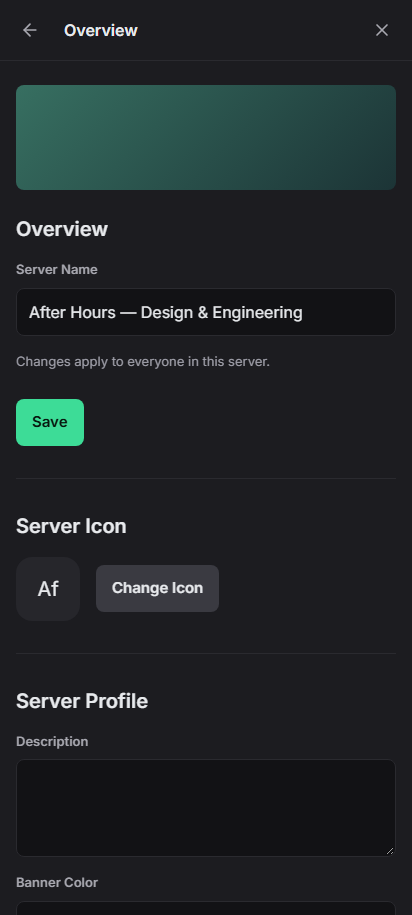 Overview
Overview
Server Name
After Hours — Design & Engineering
Changes apply to everyone in this server.
Save
Server Icon
Af
Change Icon
Server Profile
Description
Banner Color